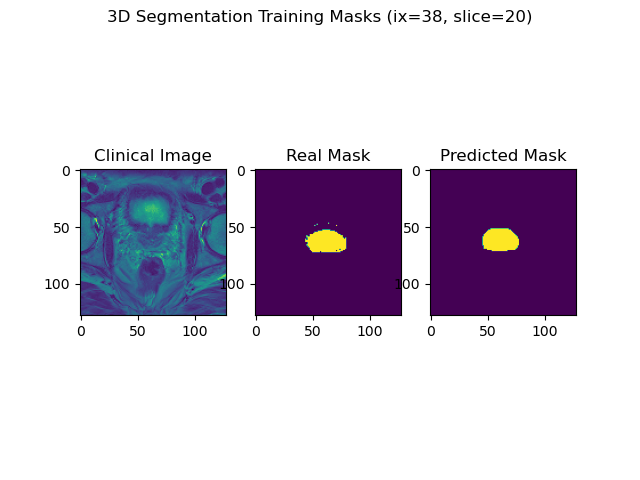 3D Segmentation Training Masks (ix=38, slice=20)
Clinical Image Real Mask Predicted Mask
0 0 0
50 50 50
100 100 100
0 50 100 0 50 100 0 50 100